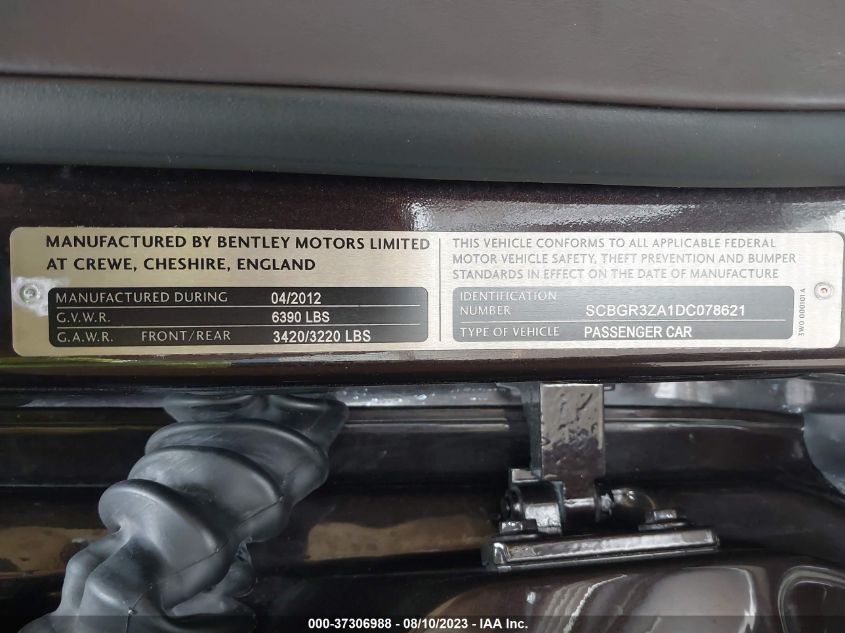 MANUFACTURED BY BENTLEY MOTORS LIMITED
AT CREWE, CHESHIRE, ENGLAND
MANUFACTURED DURING 04/2012
G.V.W.R. 6390 LBS
G.A.W.R. FRONT/REAR 3420/3220 LBS
THIS VEHICLE CONFORMS TO ALL APPLICABLE FEDERAL
MOTOR VEHICLE SAFETY, THEFT PREVENTION AND BUMPER
STANDARDS IN EFFECT ON THE DATE OF MANUFACTURE
IDENTIFICATION
NUMBER SCBGR3ZA1DC078621
TYPE OF VEHICLE PASSENGER CAR
3W0 000101 A
000-37306988 - 08/10/2023 - IAA Inc.